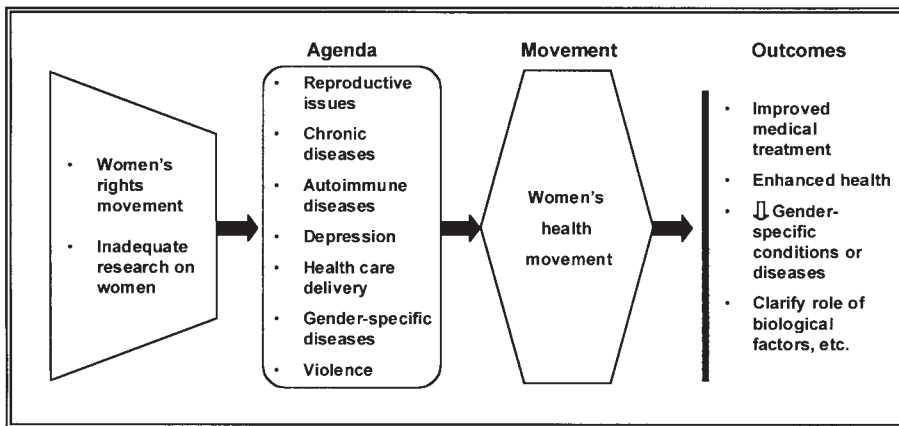 Agenda
Movement
Outcomes
• Women's
rights
movement
• Inadequate
research on
women
• Reproductive
issues
• Chronic
diseases
• Autoimmune
diseases
• Depression
• Health care
delivery
• Gender-specific
diseases
• Violence
Women's
health
movement
• Improved
medical
treatment
• Enhanced health
• ⇩ Gender-
specific
conditions or
diseases
• Clarify role of
biological
factors, etc.